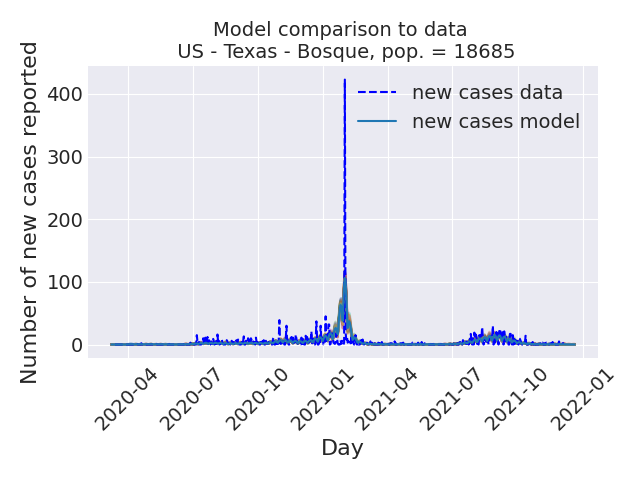 Model comparison to data
US - Texas - Bosque, pop. = 18685
Number of new cases reported
400
300
200
100
0
new cases data
new cases model
2020-04
2020-07
2020-10
2021-01
2021-04
2021-07
2021-10
2022-01
Day